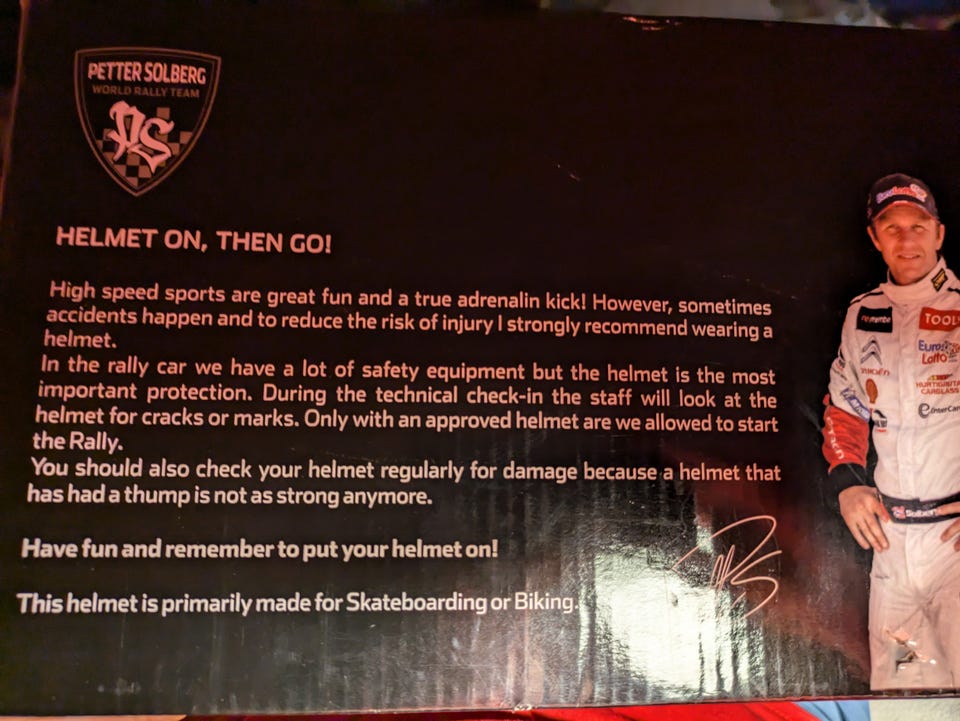 PETTER SOLBERG
WORLD RALLY TEAM
PS
HELMET ON, THEN GO!
High speed sports are great fun and a true adrenalin kick! However, sometimes
accidents happen and to reduce the risk of injury I strongly recommend wearing a
helmet.
In the rally car we have a lot of safety equipment but the helmet is the most
important protection. During the technical check-in the staff will look at the
helmet for cracks or marks. Only with an approved helmet are we allowed to start
the Rally.
You should also check your helmet regularly for damage because a helmet that
has had a thump is not as strong anymore.
Have fun and remember to put your helmet on!
This helmet is primarily made for Skateboarding or Biking.
TOOL
Euro
Lotto
CITROËN
HURTIGRUTA
CARGLASS
InterCar
Solberg